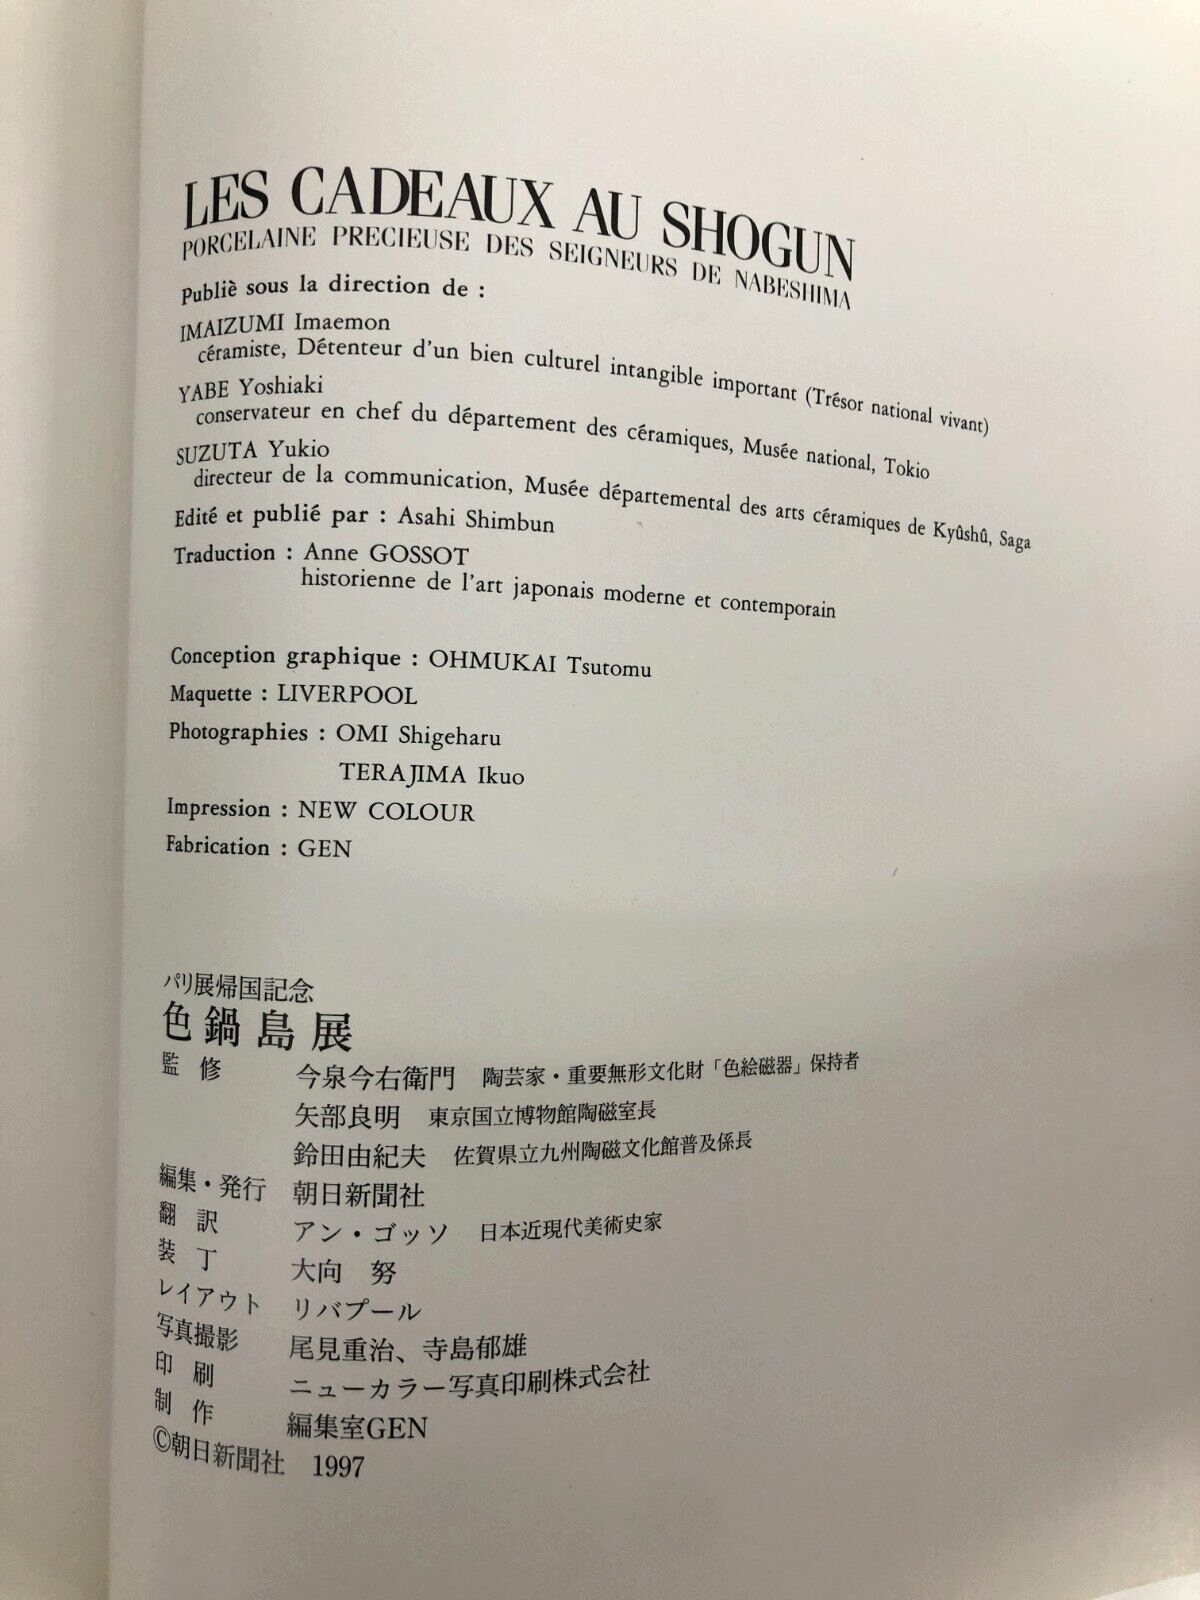 LES CADEAUX AU SHOGUN
PORCELAINE PRECIEUSE DES SEIGNEURS DE NABESHIMA
Publiè sous la direction de :
IMAIZUMI Imaemon
céramiste, Détenteur d'un bien culturel intangible important (Trésor national vivant)
YABE Yoshiaki
conservateur en chef du département des céramiques, Musée national, Tokio
SUZUTA Yukio
directeur de la communication, Musée départemental des arts céramiques de Kyûshû, Saga
Edité et publié par : Asahi Shimbun
Traduction : Anne GOSSOT
historienne de l'art japonais moderne et contemporain
Conception graphique : OHMUKAI Tsutomu
Maquette : LIVERPOOL
Photographies : OMI Shigeharu
TERAJIMA Ikuo
Impression : NEW COLOUR
Fabrication : GEN
パリ展帰国記念
色鍋島展
監修 今泉今右衛門 陶芸家・重要無形文化財「色絵磁器」保持者
矢部良明 東京国立博物館陶磁室長
鈴田由紀夫 佐賀県立九州陶磁文化館普及係長
編集・発行 朝日新聞社
翻訳 アン・ゴッソ 日本近現代美術史家
装丁 大向 努
レイアウト リバプール
写真撮影 尾見重治、寺島郁雄
印刷 ニューカラー写真印刷株式会社
制作 編集室GEN
©朝日新聞社 1997